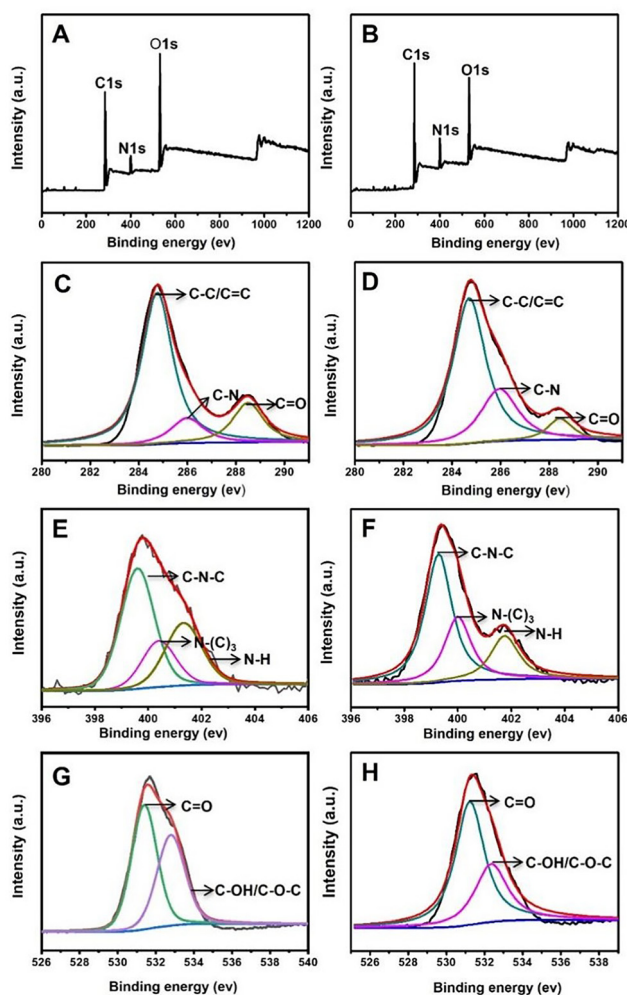 A
C1s
N1s
O1s
Intensity (a.u.)
0 200 400 600 800 1000 1200
Binding energy (ev)
B
C1s
N1s
O1s
Intensity (a.u.)
0 200 400 600 800 1000 1200
Binding energy (ev)
C
C-C/C=C
C-N
C=O
Intensity (a.u.)
280 282 284 286 288 290
Binding energy (ev)
D
C-C/C=C
C-N
C=O
Intensity (a.u.)
280 282 284 286 288 290
Binding energy (ev)
E
C-N-C
N-(C)₃
N-H
Intensity (a.u.)
396 398 400 402 404 406
Binding energy (ev)
F
C-N-C
N-(C)₃
N-H
Intensity (a.u.)
396 398 400 402 404 406
Binding energy (ev)
G
C=O
C-OH/C-O-C
Intensity (a.u.)
526 528 530 532 534 536 538 540
Binding energy (ev)
H
C=O
C-OH/C-O-C
Intensity (a.u.)
526 528 530 532 534 536 538
Binding energy (ev)